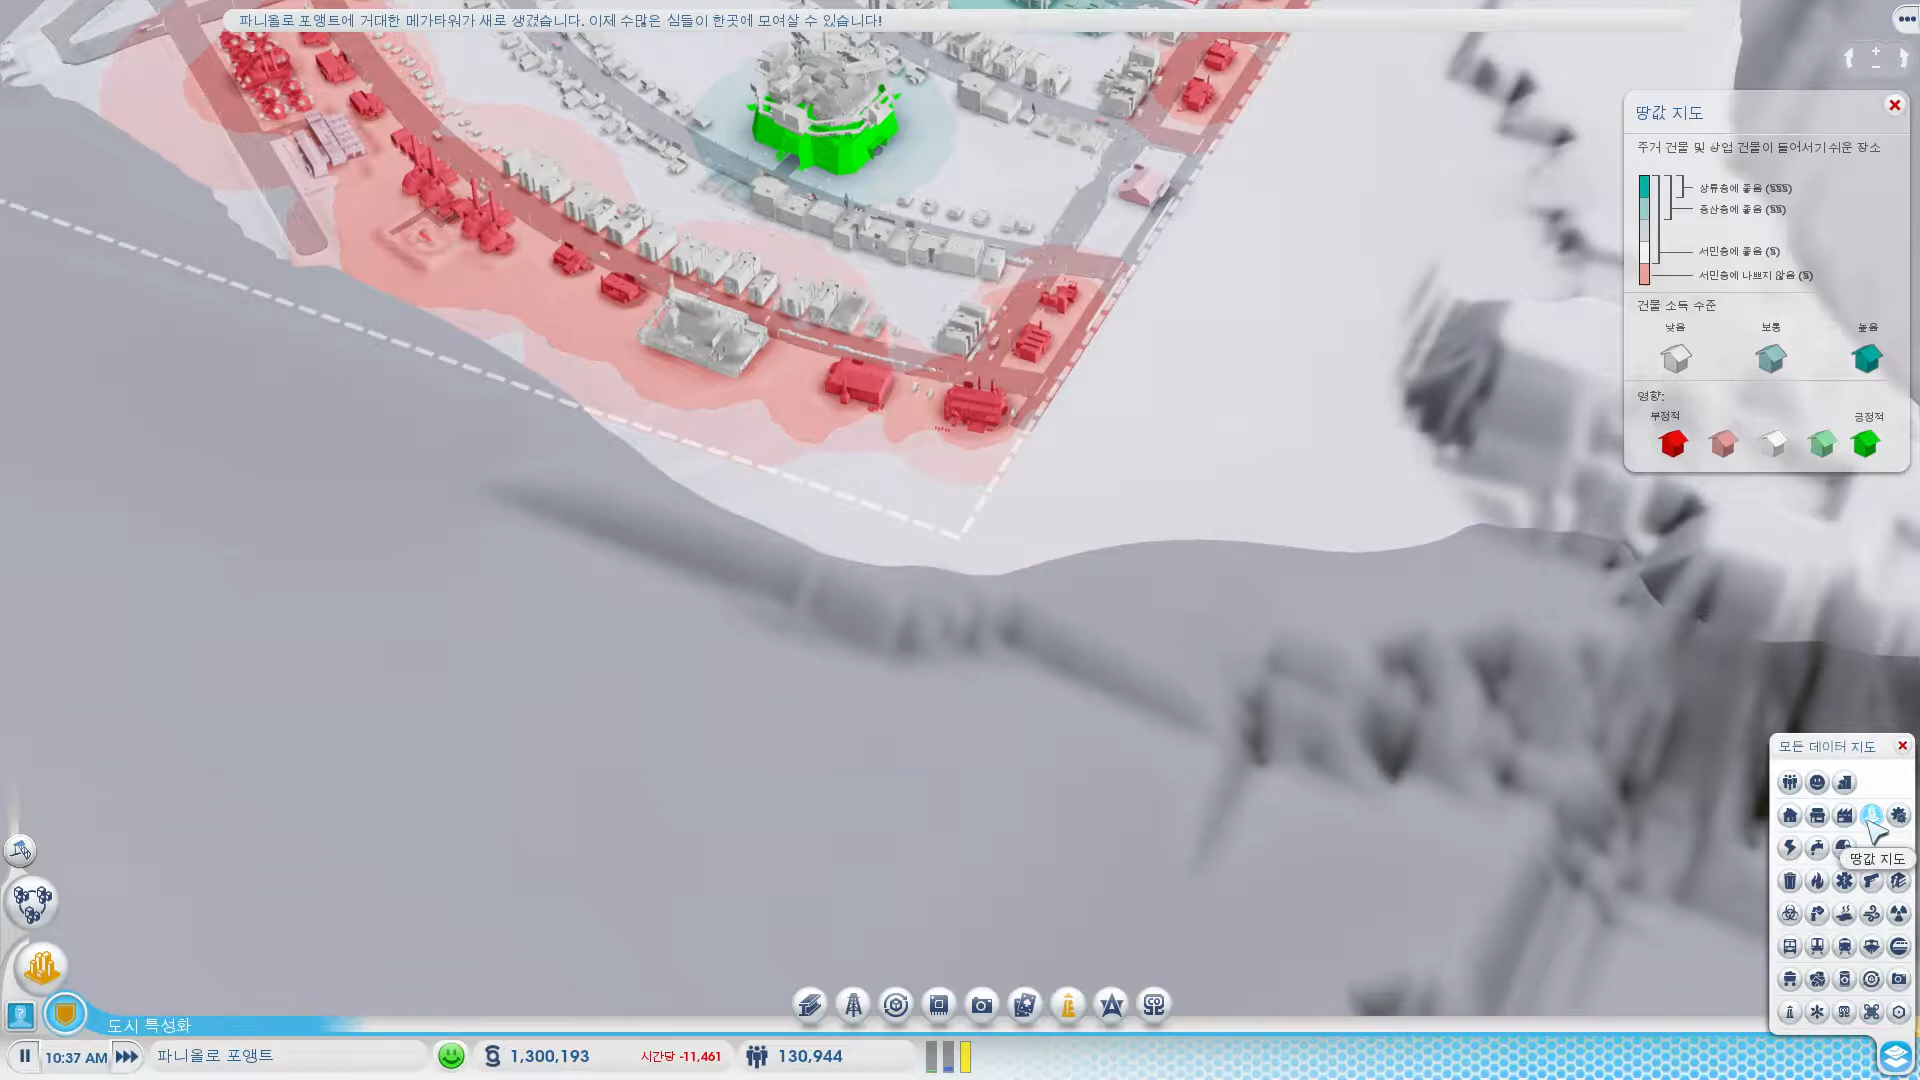 파니올로 포앵트에 거대한 메가타워가 새로 생겼습니다. 이제 수많은 심들이 한곳에 모여살 수 있습니다!
땅값 지도
주거 건물 및 상업 건물이 들어서기 쉬운 장소
상류층에 좋음 (§§§)
중산층에 좋음 (§§)
서민층에 좋음 (§)
서민층에 나쁘지 않음 (§)
건물 소득 수준
낮음 보통 높음
영향:
부정적 긍정적
모든 데이터 지도
땅값 지도
도시 특성화
10:37 AM
파니올로 포앵트
1,300,193
시간당 -11,461
130,944